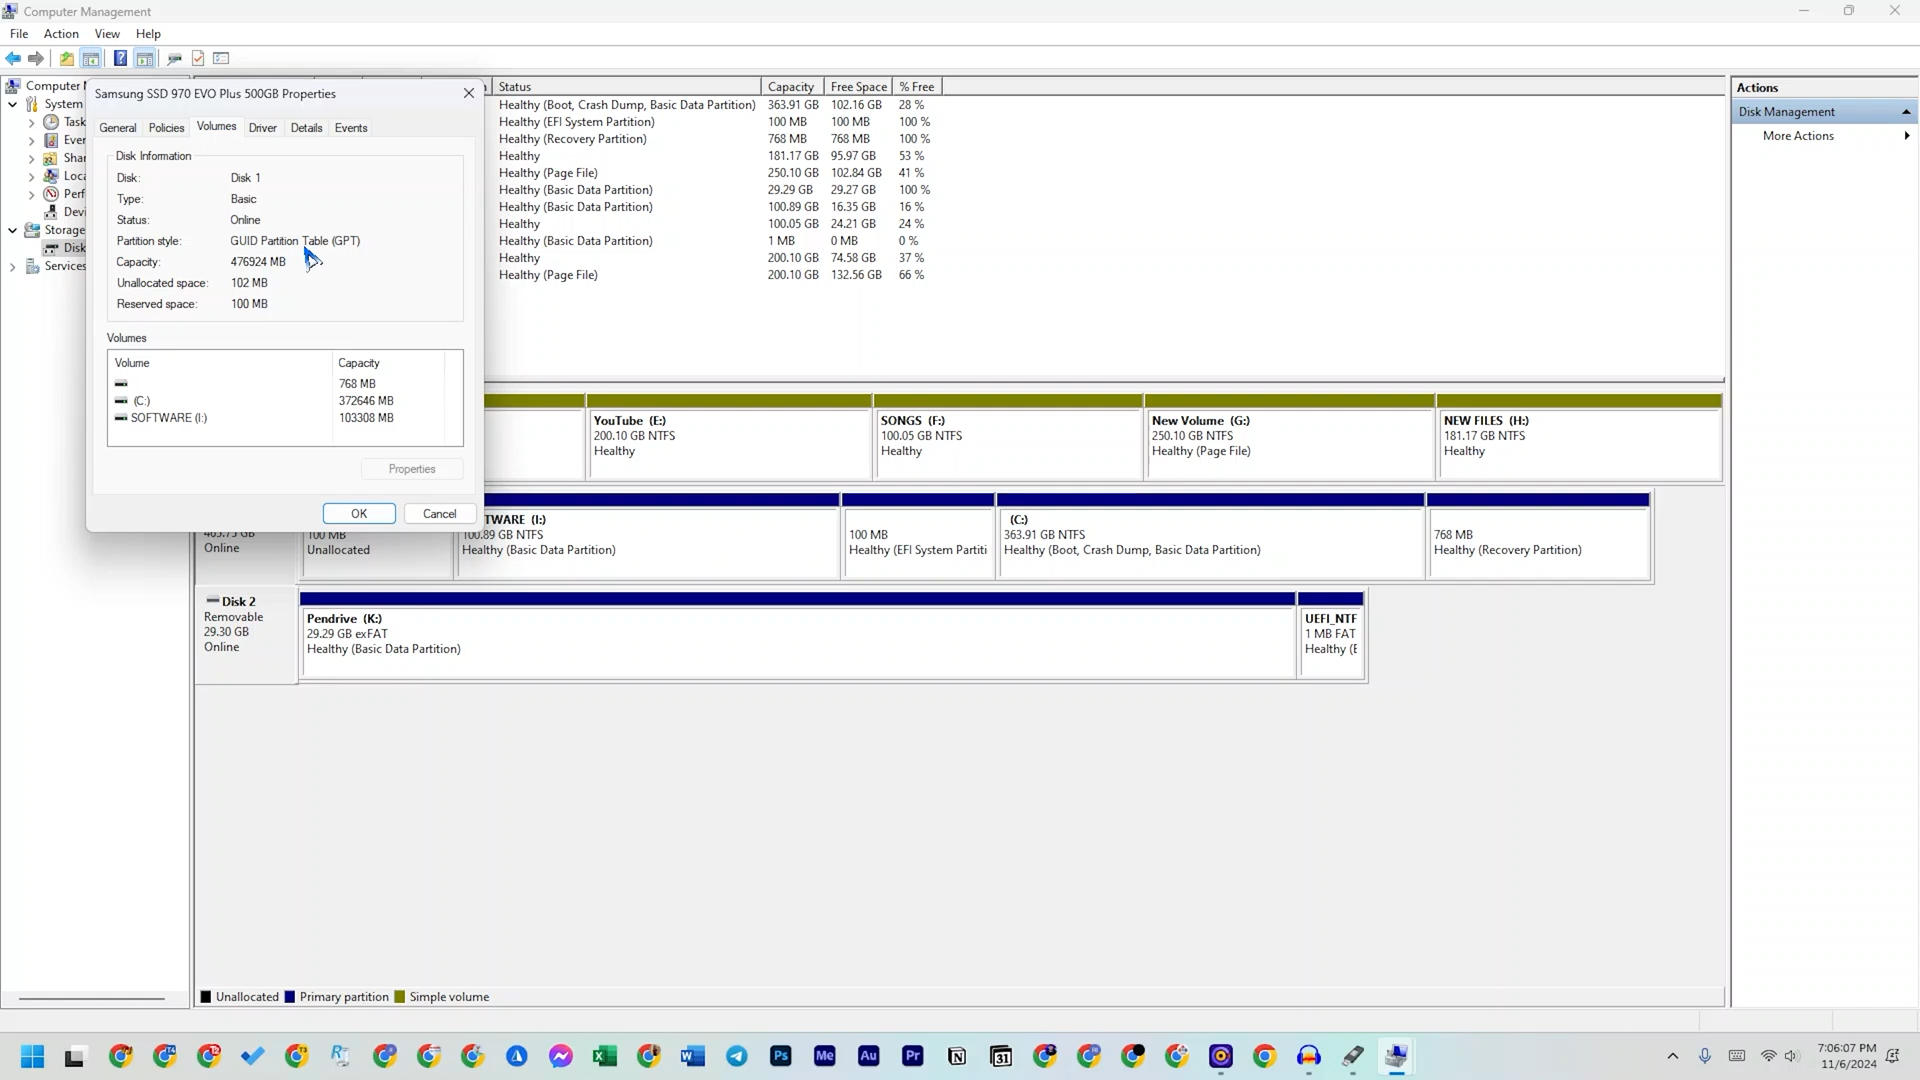 Computer Management
File Action View Help
Computer
System
Task
Eve
Shar
Loca
Perf
Devi
Storage
Disk
Services
Samsung SSD 970 EVO Plus 500GB Properties
General Policies Volumes Driver Details Events
Disk Information
Disk: Disk 1
Type: Basic
Status: Online
Partition style: GUID Partition Table (GPT)
Capacity: 476924 MB
Unallocated space: 102 MB
Reserved space: 100 MB
Volumes
Volume Capacity
768 MB
(C:) 372646 MB
SOFTWARE (I:) 103308 MB
Properties
OK Cancel
Status Capacity Free Space % Free
Healthy (Boot, Crash Dump, Basic Data Partition) 363.91 GB 102.16 GB 28 %
Healthy (EFI System Partition) 100 MB 100 MB 100 %
Healthy (Recovery Partition) 768 MB 768 MB 100 %
Healthy 181.17 GB 95.97 GB 53 %
Healthy (Page File) 250.10 GB 102.84 GB 41 %
Healthy (Basic Data Partition) 29.29 GB 29.27 GB 100 %
Healthy (Basic Data Partition) 100.89 GB 16.35 GB 16 %
Healthy 100.05 GB 24.21 GB 24 %
Healthy (Basic Data Partition) 1 MB 0 MB 0 %
Healthy 200.10 GB 74.58 GB 37 %
Healthy (Page File) 200.10 GB 132.56 GB 66 %
Actions
Disk Management
More Actions
YouTube (E:)
200.10 GB NTFS
Healthy
SONGS (F:)
100.05 GB NTFS
Healthy
New Volume (G:)
250.10 GB NTFS
Healthy (Page File)
NEW FILES (H:)
181.17 GB NTFS
Healthy
Online
100 MB
Unallocated
TWARE (I:)
100.89 GB NTFS
Healthy (Basic Data Partition)
100 MB
Healthy (EFI System Partiti
(C:)
363.91 GB NTFS
Healthy (Boot, Crash Dump, Basic Data Partition)
768 MB
Healthy (Recovery Partition)
Disk 2
Removable
29.30 GB
Online
Pendrive (K:)
29.29 GB exFAT
Healthy (Basic Data Partition)
UEFI_NTF
1 MB FAT
Healthy (E
Unallocated Primary partition Simple volume
Ps Me Au Pr 31
7:06:07 PM
11/6/2024